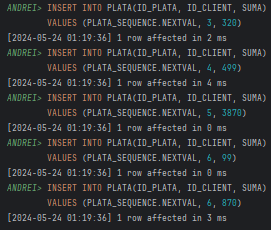 ANDREI> INSERT INTO PLATA(ID_PLATA, ID_CLIENT, SUMA)
VALUES (PLATA_SEQUENCE.NEXTVAL, 3, 320)
[2024-05-24 01:19:36] 1 row affected in 2 ms
ANDREI> INSERT INTO PLATA(ID_PLATA, ID_CLIENT, SUMA)
VALUES (PLATA_SEQUENCE.NEXTVAL, 4, 499)
[2024-05-24 01:19:36] 1 row affected in 4 ms
ANDREI> INSERT INTO PLATA(ID_PLATA, ID_CLIENT, SUMA)
VALUES (PLATA_SEQUENCE.NEXTVAL, 5, 3870)
[2024-05-24 01:19:36] 1 row affected in 0 ms
ANDREI> INSERT INTO PLATA(ID_PLATA, ID_CLIENT, SUMA)
VALUES (PLATA_SEQUENCE.NEXTVAL, 6, 99)
[2024-05-24 01:19:36] 1 row affected in 0 ms
ANDREI> INSERT INTO PLATA(ID_PLATA, ID_CLIENT, SUMA)
VALUES (PLATA_SEQUENCE.NEXTVAL, 6, 870)
[2024-05-24 01:19:36] 1 row affected in 3 ms